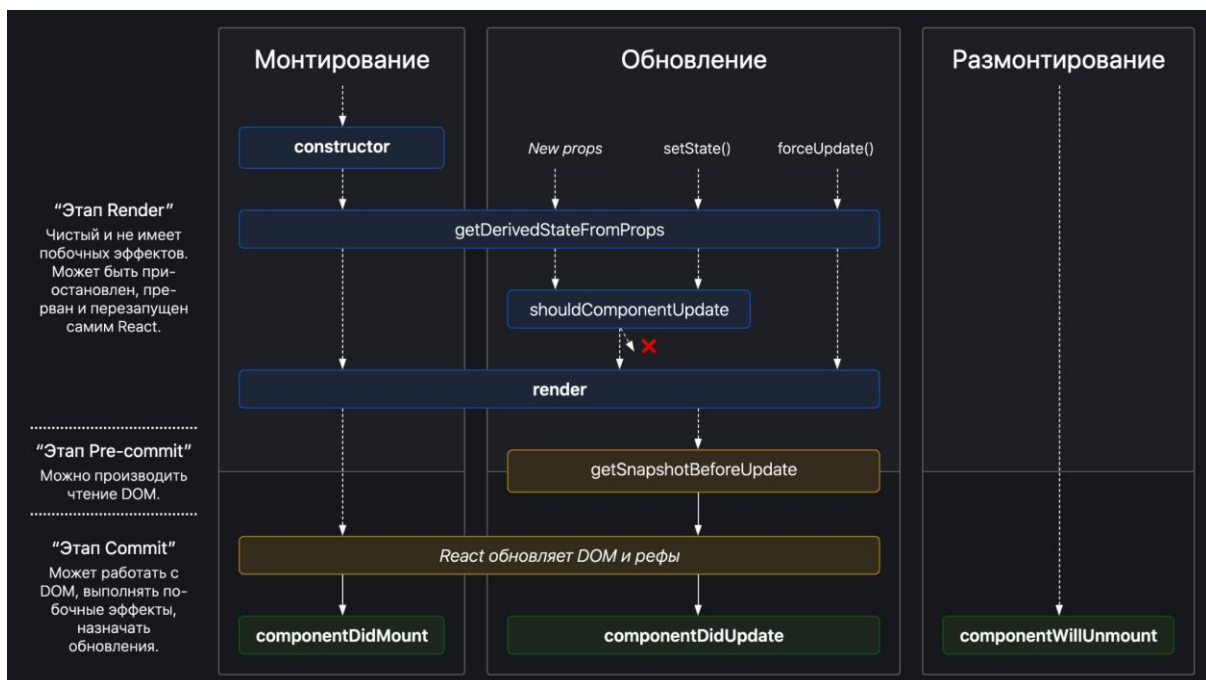 Монтирование
Обновление
Размонтирование
constructor
New props
setState()
forceUpdate()
“Этап Render”
Чистый и не имеет
побочных эффектов.
Может быть при-
остановлен, пре-
рван и перезапущен
самим React.
getDerivedStateFromProps
shouldComponentUpdate
render
“Этап Pre-commit”
Можно производить
чтение DOM.
getSnapshotBeforeUpdate
“Этап Commit”
Может работать с
DOM, выполнять по-
бочные эффекты,
назначать
обновления.
React обновляет DOM и рефы
componentDidMount
componentDidUpdate
componentWillUnmount